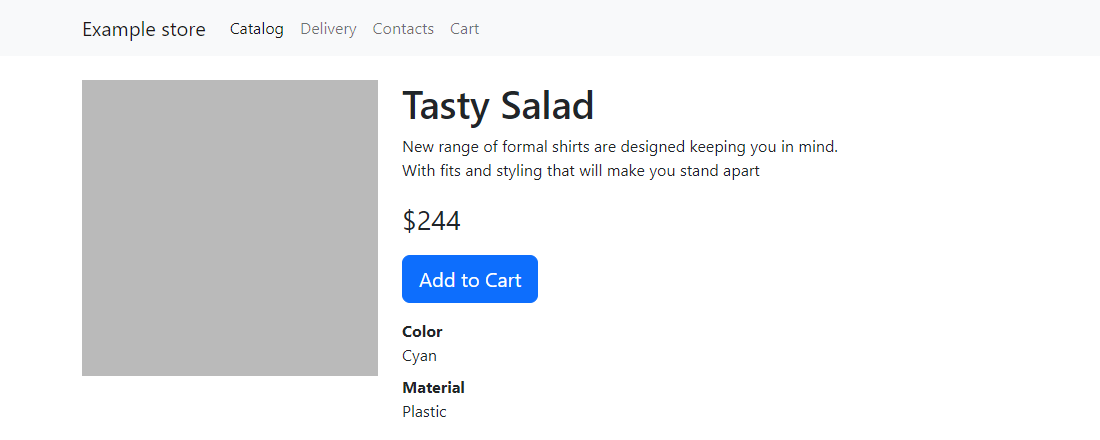 Example store Catalog Delivery Contacts Cart
Tasty Salad
New range of formal shirts are designed keeping you in mind.
With fits and styling that will make you stand apart
$244
Add to Cart
Color
Cyan
Material
Plastic